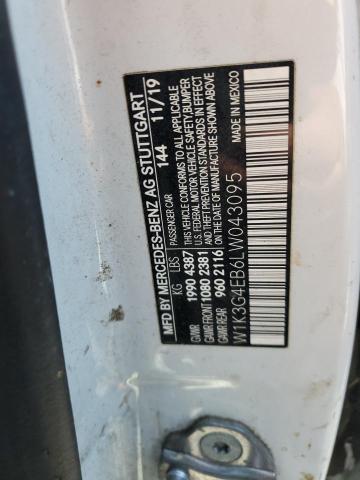 MFD BY MERCEDES-BENZ AG STUTTGART
PASSENGER CAR 144 11/19
KG LBS
GVWR 1990 4387
GAWR FRONT 1080 2381
GAWR REAR 960 2116
THIS VEHICLE CONFORMS TO ALL APPLICABLE
U.S. FEDERAL MOTOR VEHICLE SAFETY, BUMPER
AND THEFT PREVENTION STANDARDS IN EFFECT
ON THE DATE OF MANUFACTURE SHOWN ABOVE
W1K3G4EB6LW043095
MADE IN MEXICO